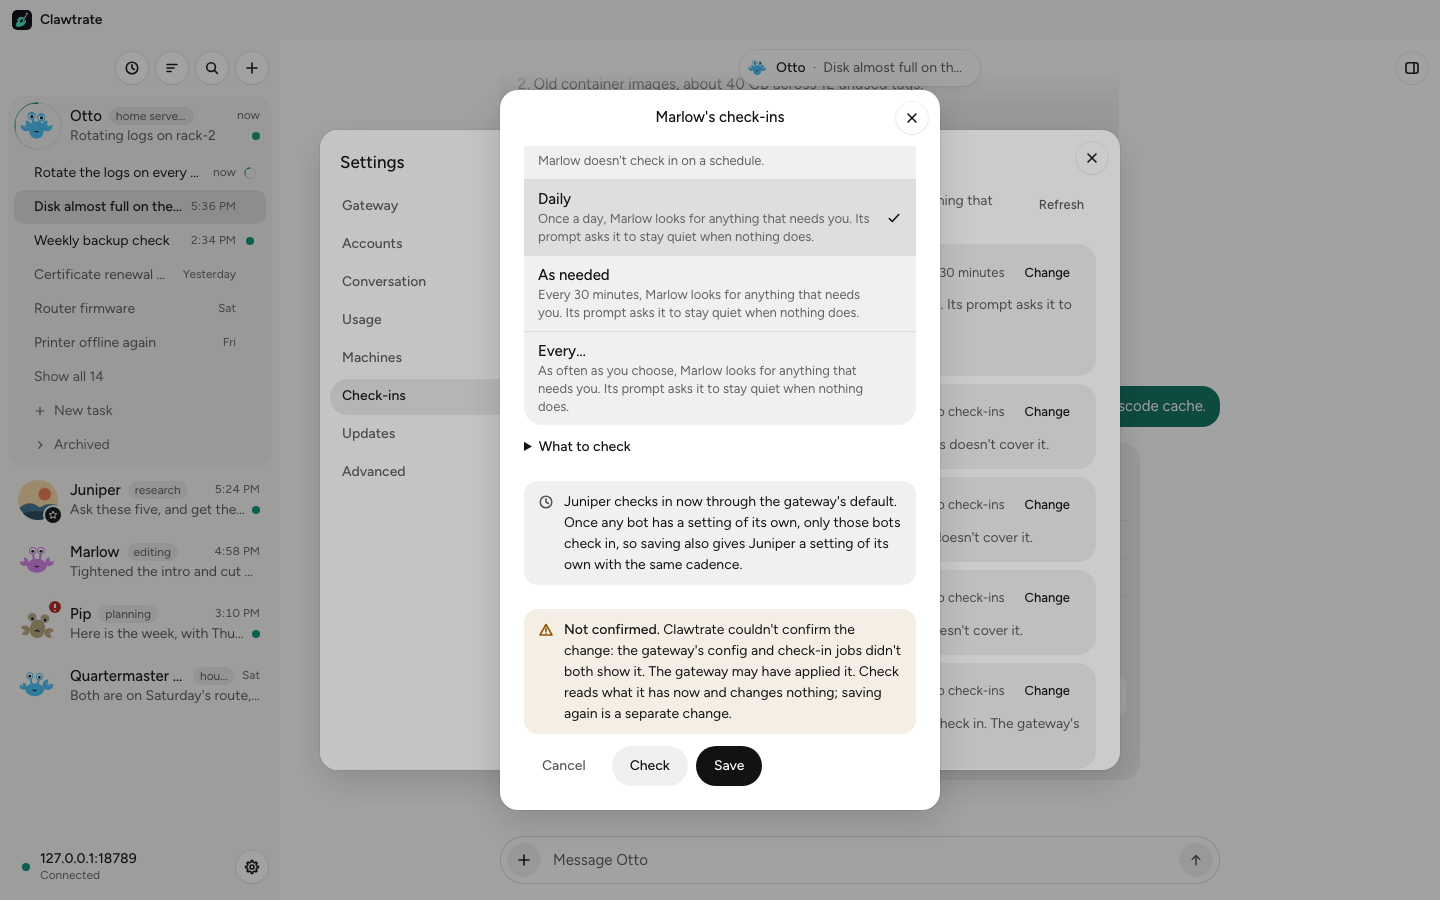 Clawtrate
Otto home serve... now
Rotating logs on rack-2
Rotate the logs on every ... now
Disk almost full on the... 5:36 PM
Weekly backup check 2:34 PM
Certificate renewal ... Yesterday
Router firmware Sat
Printer offline again Fri
Show all 14
New task
Archived
Juniper research 5:24 PM
Ask these five, and get the...
Marlow editing 4:58 PM
Tightened the intro and cut ...
Pip planning 3:10 PM
Here is the week, with Thu...
Quartermaster ... hou... Sat
Both are on Saturday's route,...
127.0.0.1:18789
Connected
Otto · Disk almost full on th...
2. Old container images, about 40 GB across 12 unused tags.
scode cache.
Message Otto
Settings
Gateway
Accounts
Conversation
Usage
Machines
Check-ins
Updates
Advanced
ning that
Refresh
30 minutes Change
. Its prompt asks it to
o check-ins Change
s doesn't cover it.
o check-ins Change
doesn't cover it.
o check-ins Change
esn't cover it.
o check-ins Change
heck in. The gateway's
Marlow's check-ins
Marlow doesn't check in on a schedule.
Daily
Once a day, Marlow looks for anything that needs you. Its
prompt asks it to stay quiet when nothing does.
As needed
Every 30 minutes, Marlow looks for anything that needs
you. Its prompt asks it to stay quiet when nothing does.
Every...
As often as you choose, Marlow looks for anything that
needs you. Its prompt asks it to stay quiet when nothing
does.
What to check
Juniper checks in now through the gateway's default.
Once any bot has a setting of its own, only those bots
check in, so saving also gives Juniper a setting of its
own with the same cadence.
Not confirmed. Clawtrate couldn't confirm the
change: the gateway's config and check-in jobs didn't
both show it. The gateway may have applied it. Check
reads what it has now and changes nothing; saving
again is a separate change.
Cancel Check Save